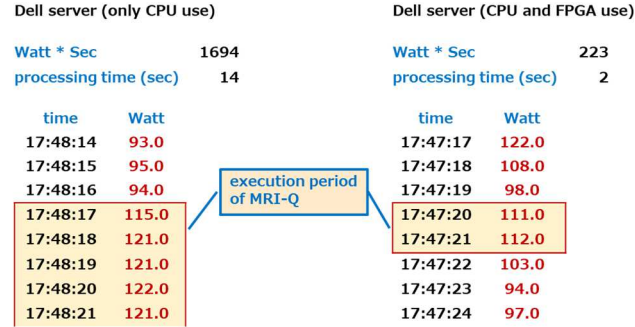 Dell server (only CPU use)
Watt * Sec 1694
processing time (sec) 14
time Watt
17:48:14 93.0
17:48:15 95.0
17:48:16 94.0
17:48:17 115.0
17:48:18 121.0
17:48:19 121.0
17:48:20 122.0
17:48:21 121.0
execution period
of MRI-Q
Dell server (CPU and FPGA use)
Watt * Sec 223
processing time (sec) 2
time Watt
17:47:17 122.0
17:47:18 108.0
17:47:19 98.0
17:47:20 111.0
17:47:21 112.0
17:47:22 103.0
17:47:23 94.0
17:47:24 97.0